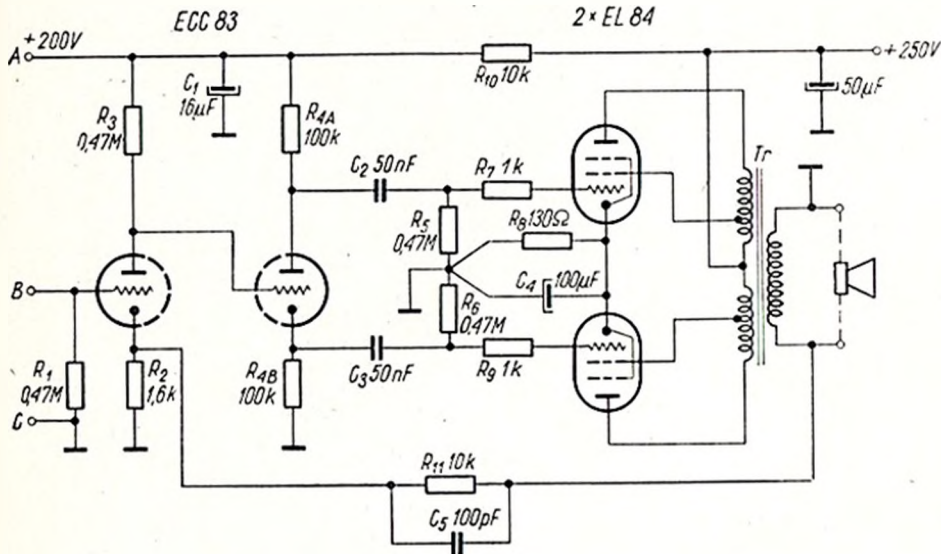 ECC 83
2 × EL 84
A +200V
+250V
R10 10k
C1
16µF
50µF
R3
0,47M
R4A
100k
Tr
C2 50nF
R7 1k
R5
0,47M
R8 130Ω
C4 100µF
B
R6
0,47M
R1
0,47M
R2
1,6k
R4B
100k
C3 50nF
R9 1k
C
R11 10k
C5 100pF